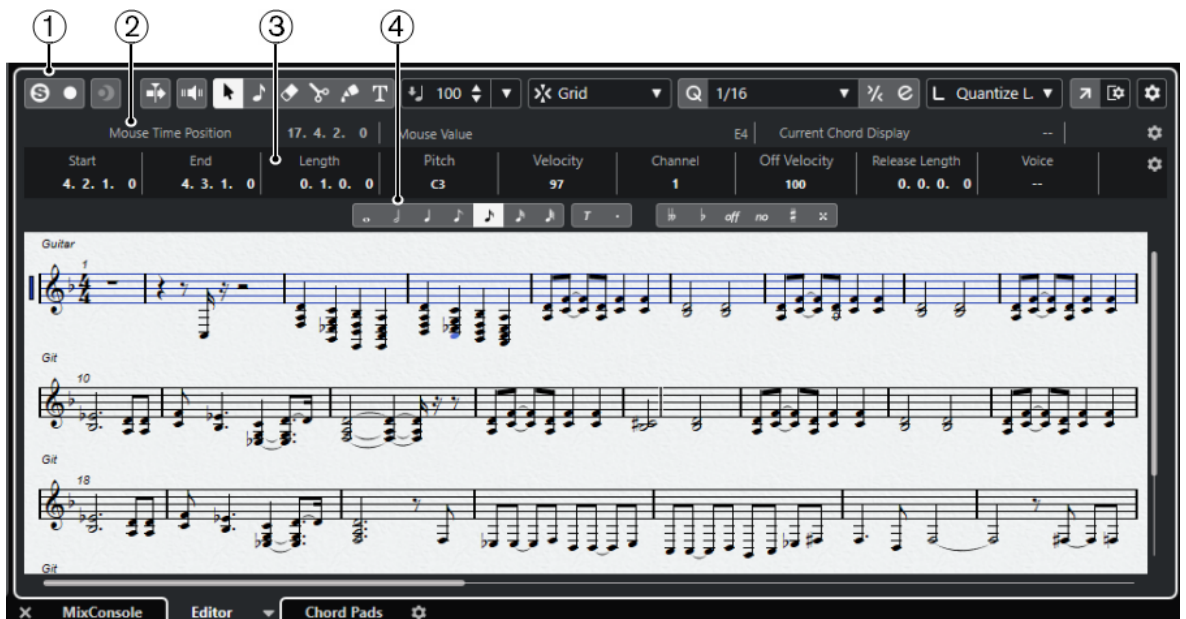 ① ② ③ ④
S T 100 Grid Q 1/16 e L Quantize L.
Mouse Time Position 17. 4. 2. 0 Mouse Value E4 Current Chord Display --
Start End Length Pitch Velocity Channel Off Velocity Release Length Voice
4. 2. 1. 0 4. 3. 1. 0 0. 1. 0. 0 C3 97 1 100 0. 0. 0. 0 --
T . off no
Guitar
1
4
4
Git
10
Git
18
Git
X MixConsole Editor Chord Pads